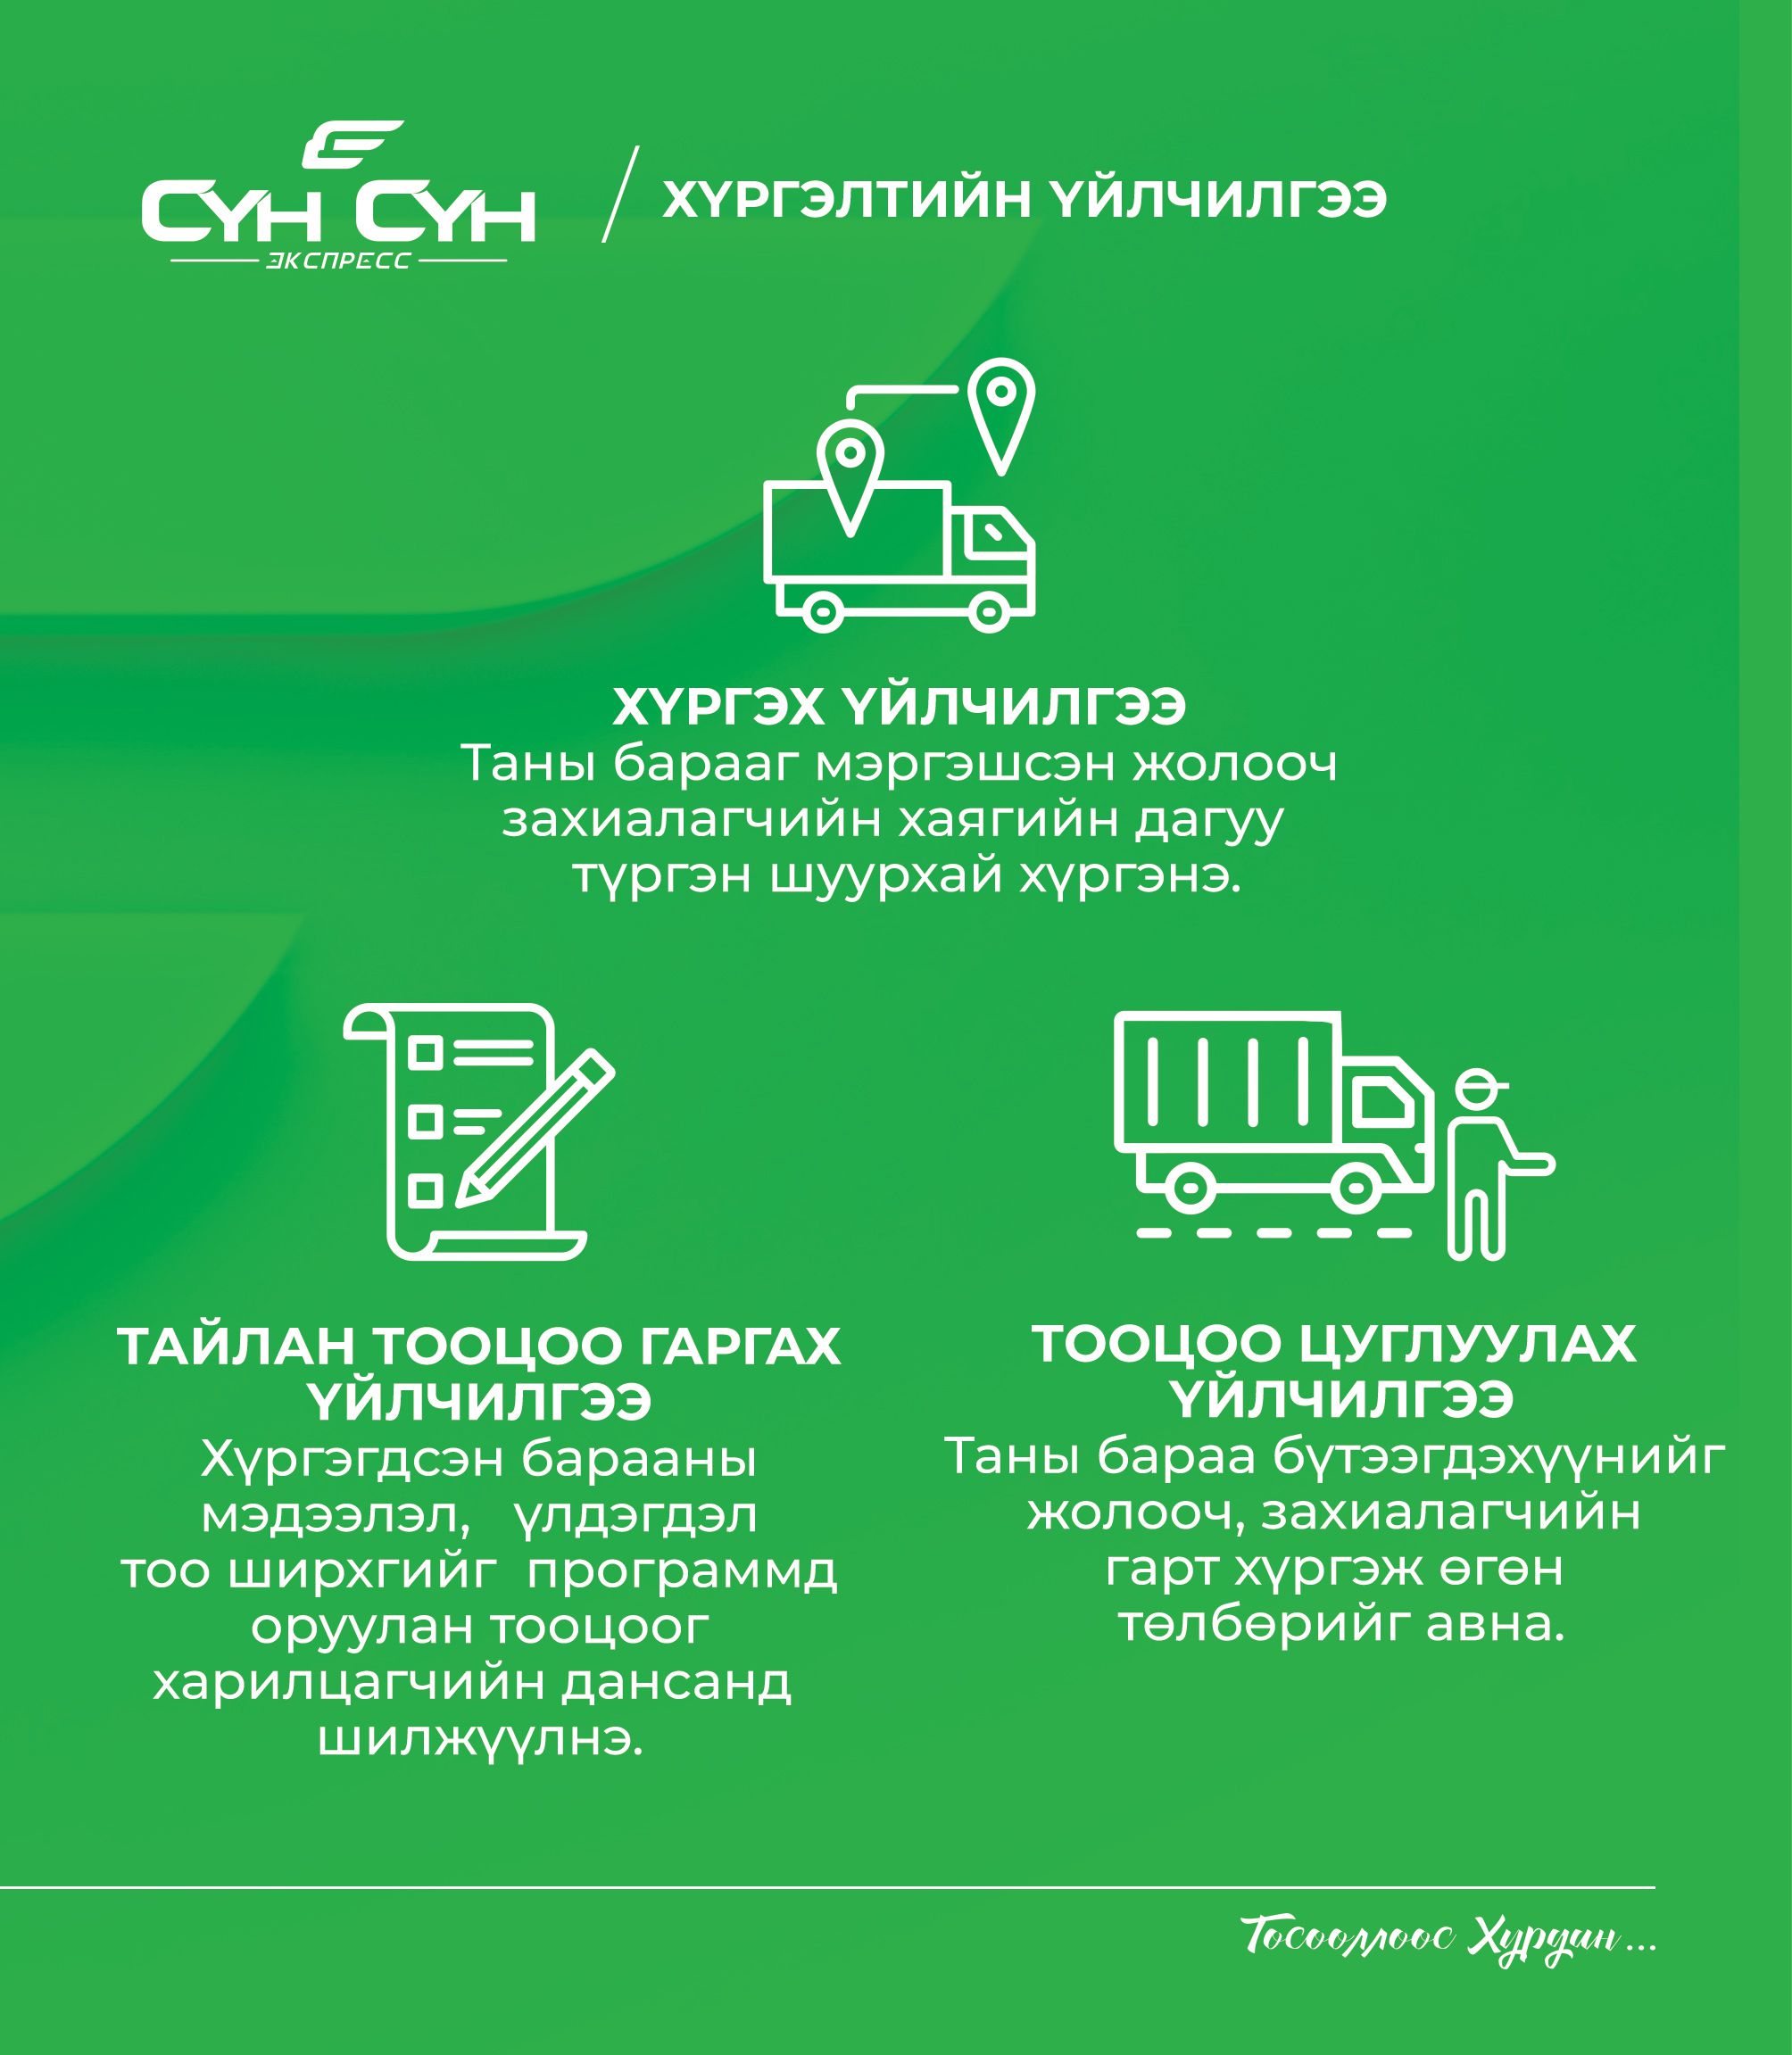 СҮН СҮН
ЭКСПРЕСС
ХҮРГЭЛТИЙН ҮЙЛЧИЛГЭЭ
ХҮРГЭХ ҮЙЛЧИЛГЭЭ
Таны барааг мэргэшсэн жолооч
захиалагчийн хаягийн дагуу
түргэн шуурхай хүргэнэ.
ТАЙЛАН ТООЦОО ГАРГАХ
ҮЙЛЧИЛГЭЭ
Хүргэгдсэн барааны
мэдээлэл, үлдэгдэл
тоо ширхгийг программд
оруулан тооцоог
харилцагчийн дансанд
шилжүүлнэ.
ТООЦОО ЦУГЛУУЛАХ
ҮЙЛЧИЛГЭЭ
Таны бараа бүтээгдэхүүнийг
жолооч, захиалагчийн
гарт хүргэж өгөн
төлбөрийг авна.
Төсөөллөөс Хурдан...